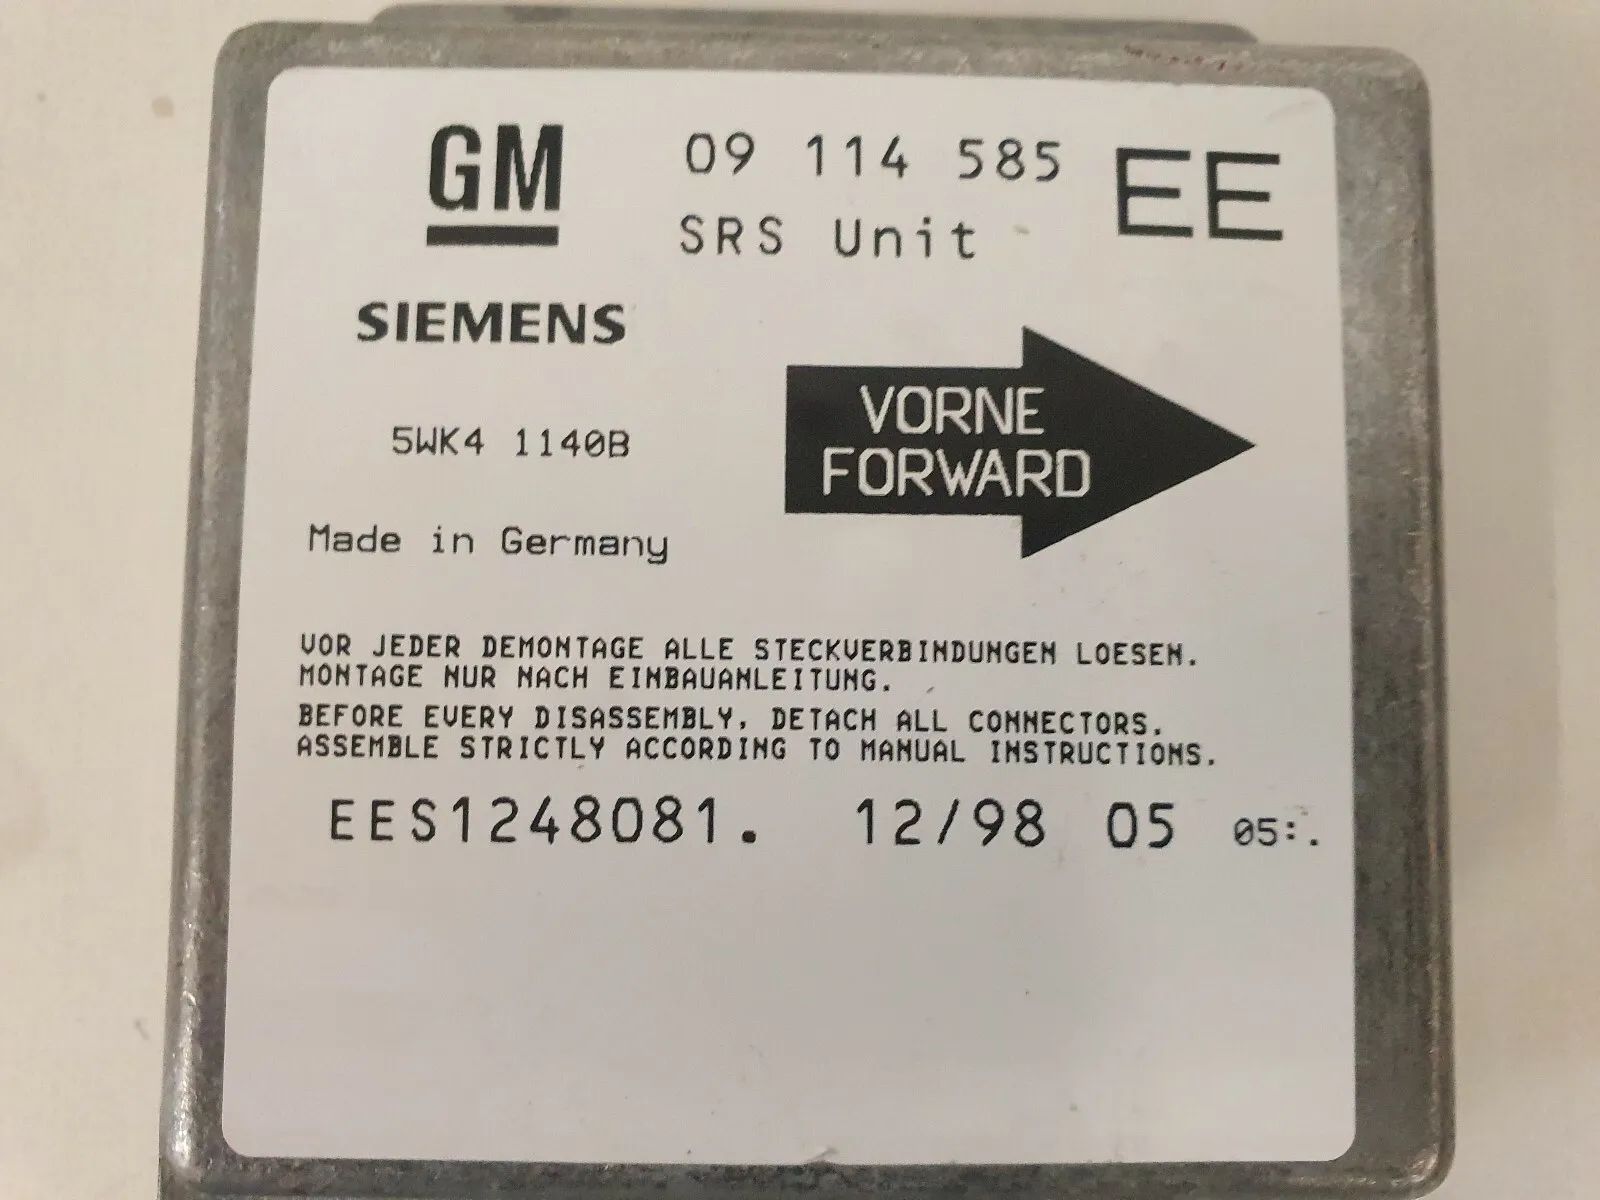 GM
09 114 585 EE
SRS Unit
SIEMENS
VORNE
FORWARD
5WK4 1140B
Made in Germany
VOR JEDER DEMONTAGE ALLE STECKVERBINDUNGEN LOESEN.
MONTAGE NUR NACH EINBAUANLEITUNG.
BEFORE EVERY DISASSEMBLY, DETACH ALL CONNECTORS.
ASSEMBLE STRICTLY ACCORDING TO MANUAL INSTRUCTIONS.
EES1248081. 12/98 05 05:.